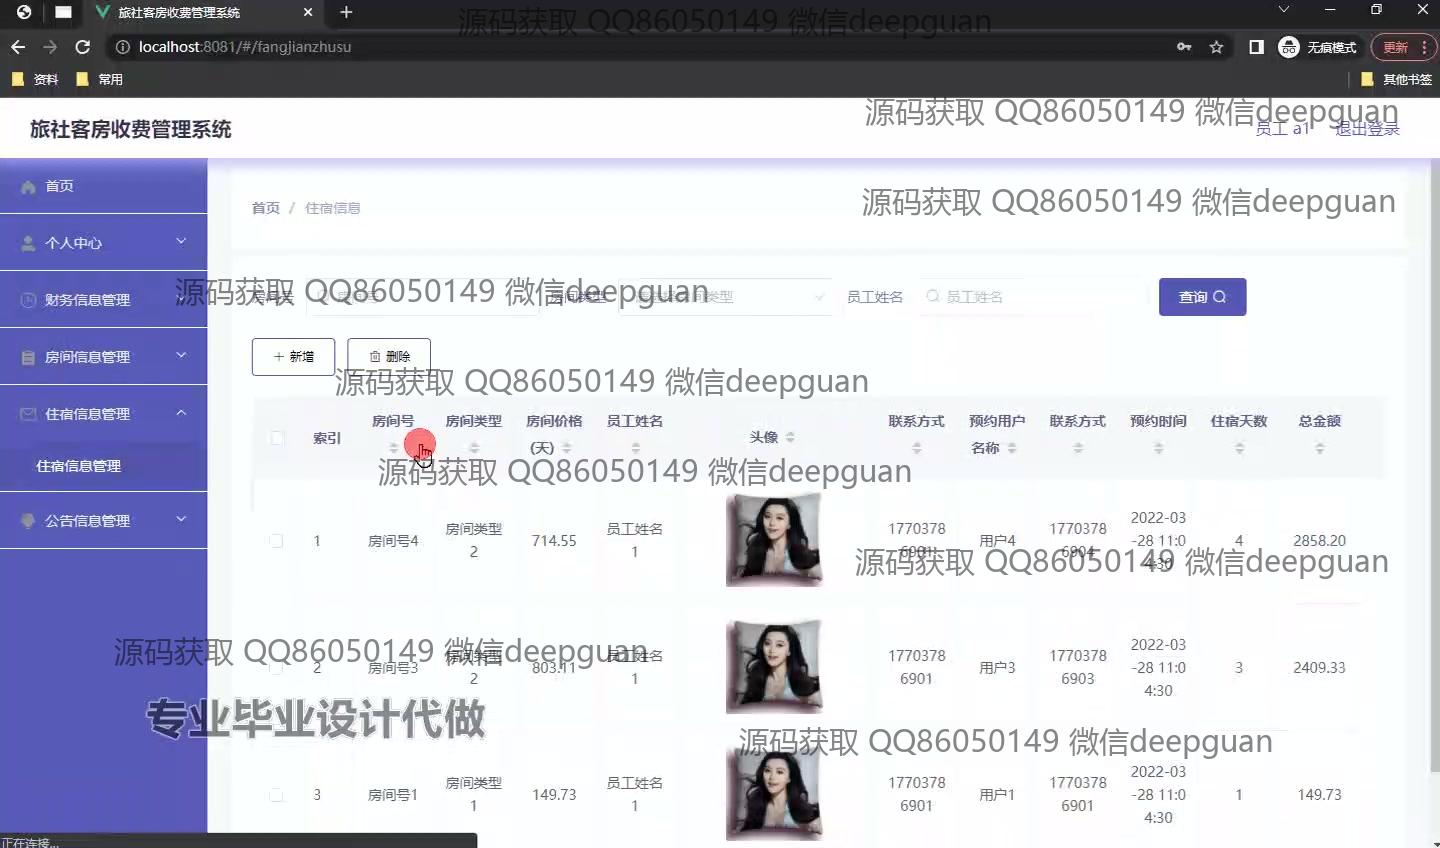 旅社客房收费管理系统
源码获取 QQ86050149 微信deepguan
localhost:8081/#/fangjianzhusu
无痕模式
更新
资料
常用
其他书签
旅社客房收费管理系统
源码获取 QQ86050149 微信deepguan
员工 a1
退出登录
首页
个人中心
财务信息管理
房间信息管理
住宿信息管理
住宿信息管理
公告信息管理
首页 / 住宿信息
源码获取 QQ86050149 微信deepguan
源码获取 QQ86050149 微信deepguan
房间类型
员工姓名
员工姓名
查询
新增
删除
源码获取 QQ86050149 微信deepguan
索引 房间号 房间类型 房间价格(天) 员工姓名 头像 联系方式 预约用户名称 联系方式 预约时间 住宿天数 总金额
源码获取 QQ86050149 微信deepguan
1 房间号4 房间类型2 714.55 员工姓名1 17703786901 用户4 17703786904 2022-03-28 11:04:30 4 2858.20
源码获取 QQ86050149 微信deepguan
2 房间号3 房间类型2 803.11 员工姓名1 17703786901 用户3 17703786903 2022-03-28 11:04:30 3 2409.33
源码获取 QQ86050149 微信deepguan
专业毕业设计代做
源码获取 QQ86050149 微信deepguan
3 房间号1 房间类型1 149.73 员工姓名1 17703786901 用户1 17703786901 2022-03-28 11:04:30 1 149.73
正在连接...